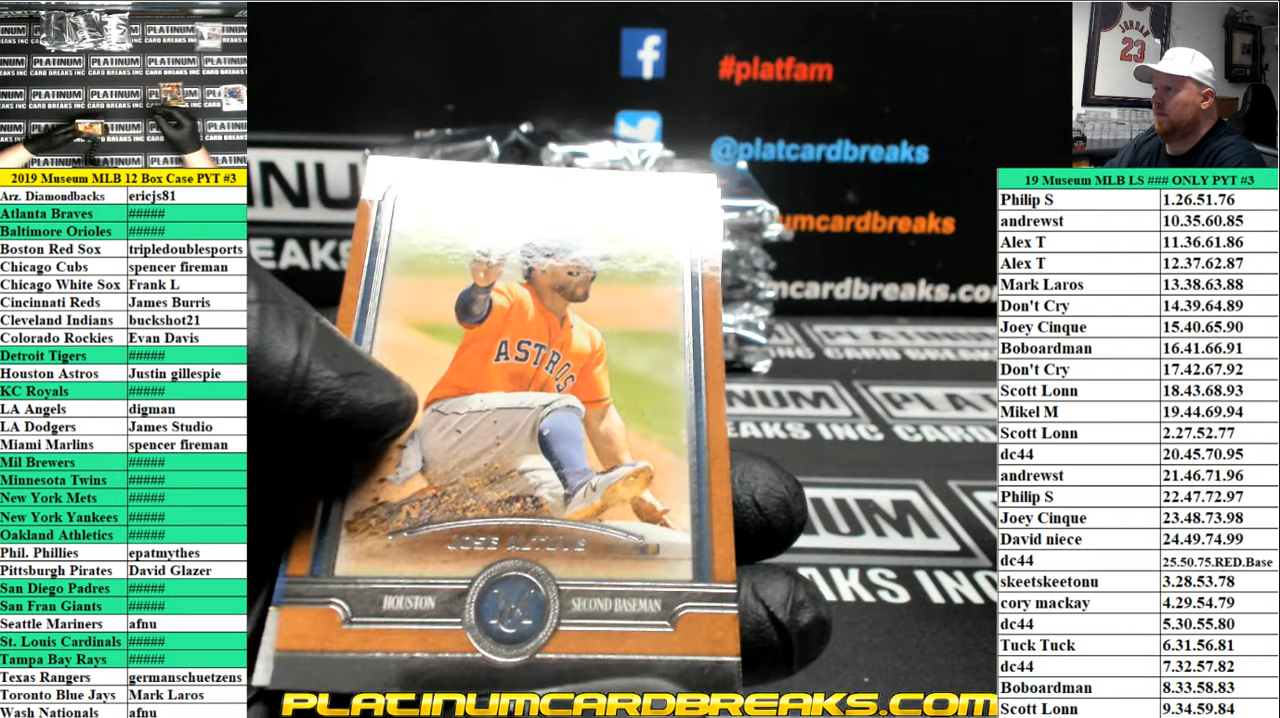 2019 Museum MLB 12 Box Case PYT #3
Arz. Diamondbacks ericjs81
Atlanta Braves #####
Baltimore Orioles #####
Boston Red Sox tripledoublesports
Chicago Cubs spencer fireman
Chicago White Sox Frank L
Cincinnati Reds James Burris
Cleveland Indians buckshot21
Colorado Rockies Evan Davis
Detroit Tigers #####
Houston Astros Justin gillespie
KC Royals #####
LA Angels digman
LA Dodgers James Studio
Miami Marlins spencer fireman
Mil Brewers #####
Minnesota Twins #####
New York Mets #####
New York Yankees #####
Oakland Athletics #####
Phil. Phillies epatmythes
Pittsburgh Pirates David Glazer
San Diego Padres #####
San Fran Giants #####
Seattle Mariners afnu
St. Louis Cardinals #####
Tampa Bay Rays #####
Texas Rangers germanschuetzens
Toronto Blue Jays Mark Laros
Wash Nationals afnu
#platfam
@platcardbreaks
umcardbreaks
mcardbreaks.co
ASTROS
JOSE ALTUVE
HOUSTON
SECOND BASEMAN
PLATINUMCARDBREAKS.COM
JORDAN
23
19 Museum MLB LS ### ONLY PYT #3
Philip S 1.26.51.76
andrewst 10.35.60.85
Alex T 11.36.61.86
Alex T 12.37.62.87
Mark Laros 13.38.63.88
Don't Cry 14.39.64.89
Joey Cinque 15.40.65.90
Boboardman 16.41.66.91
Don't Cry 17.42.67.92
Scott Lonn 18.43.68.93
Mikel M 19.44.69.94
Scott Lonn 2.27.52.77
dc44 20.45.70.95
andrewst 21.46.71.96
Philip S 22.47.72.97
Joey Cinque 23.48.73.98
David niece 24.49.74.99
dc44 25.50.75.RED.Base
skeetskeetonu 3.28.53.78
cory mackay 4.29.54.79
dc44 5.30.55.80
Tuck Tuck 6.31.56.81
dc44 7.32.57.82
Boboardman 8.33.58.83
Scott Lonn 9.34.59.84